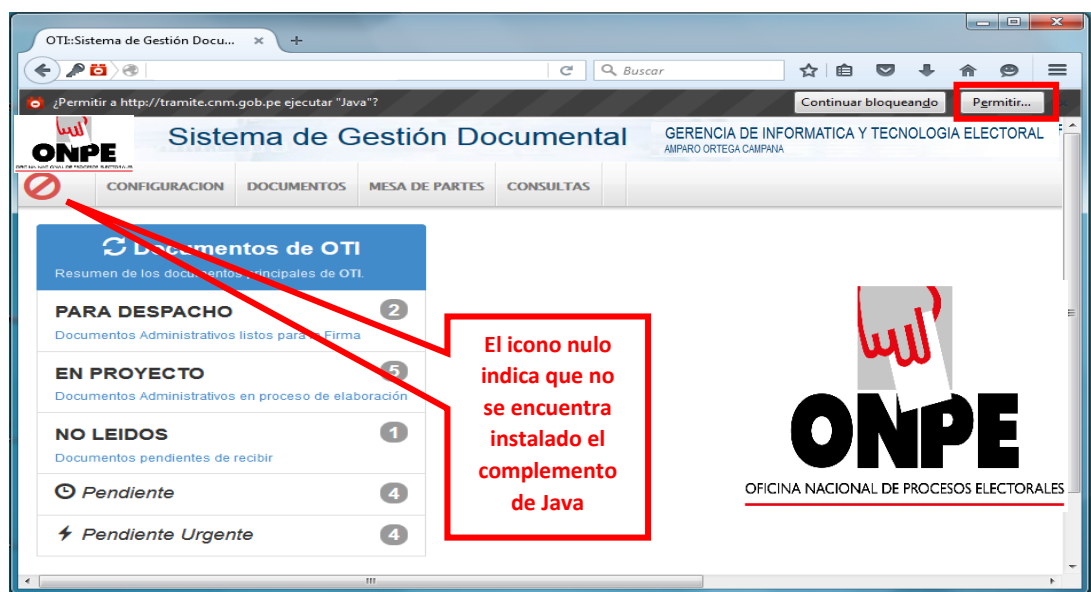 OTI::Sistema de Gestión Docu...
Buscar
¿Permitir a http://tramite.cnm.gob.pe ejecutar "Java"?
Continuar bloqueando
Permitir...
ONPE
Sistema de Gestión Documental
GERENCIA DE INFORMATICA Y TECNOLOGIA ELECTORAL
AMPARO ORTEGA CAMPANA
CONFIGURACION
DOCUMENTOS
MESA DE PARTES
CONSULTAS
Documentos de OTI
Resumen de los documentos principales de OTI.
PARA DESPACHO
2
Documentos Administrativos listos para la Firma
EN PROYECTO
5
Documentos Administrativos en proceso de elaboración
NO LEIDOS
1
Documentos pendientes de recibir
Pendiente
4
Pendiente Urgente
4
El icono nulo
indica que no
se encuentra
instalado el
complemento
de Java
ONPE
OFICINA NACIONAL DE PROCESOS ELECTORALES